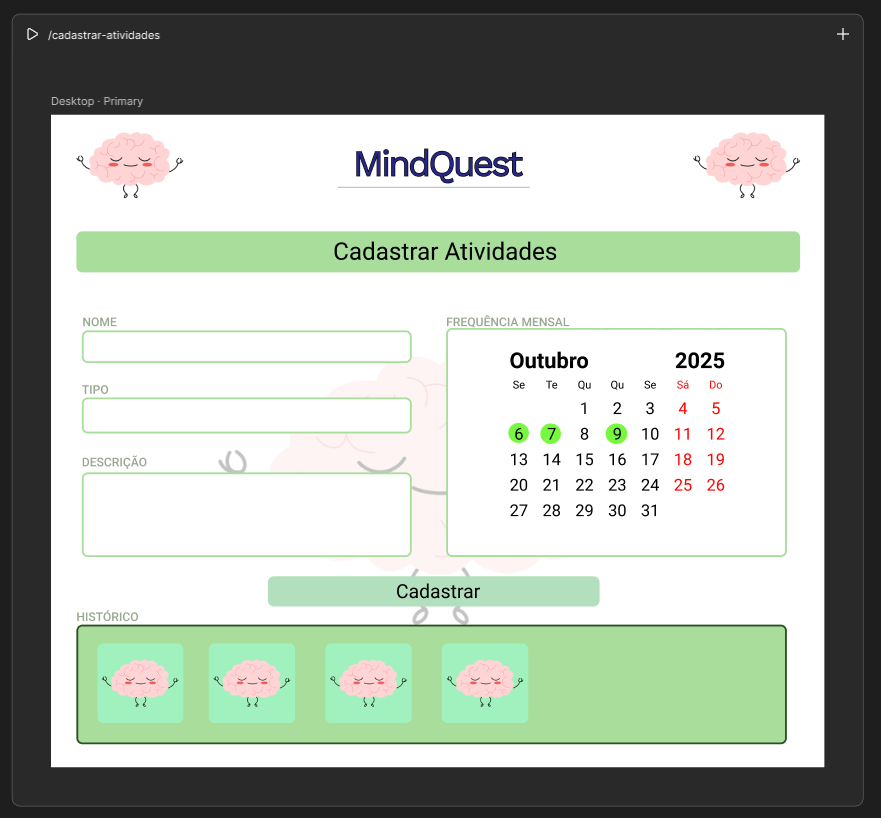 /cadastrar-atividades
Desktop · Primary
MindQuest
Cadastrar Atividades
NOME
TIPO
DESCRIÇÃO
FREQUÊNCIA MENSAL
Outubro 2025
Se Te Qu Qu Se Sá Do
1 2 3 4 5
6 7 8 9 10 11 12
13 14 15 16 17 18 19
20 21 22 23 24 25 26
27 28 29 30 31
Cadastrar
HISTÓRICO